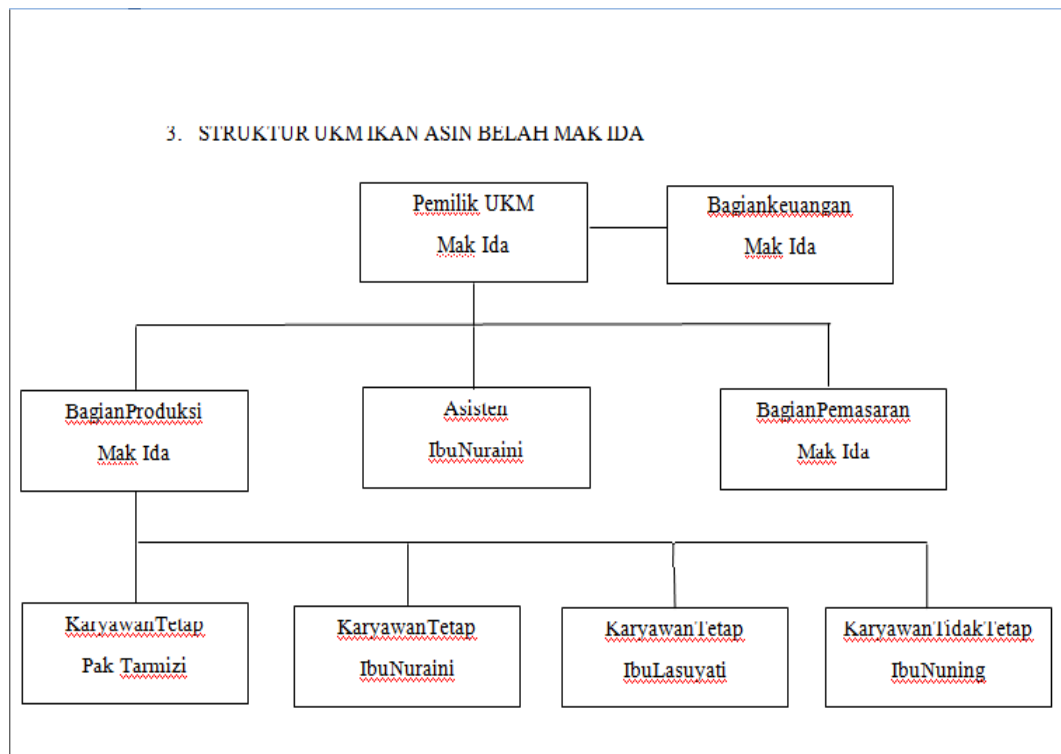 3. STRUKTUR UKM IKAN ASIN BELAH MAK IDA
Pemilik UKM
Mak Ida
Bagiankeuangan
Mak Ida
BagianProduksi
Mak Ida
Asisten
IbuNuraini
BagianPemasaran
Mak Ida
KaryawanTetap
Pak Tarmizi
KaryawanTetap
IbuNuraini
KaryawanTetap
IbuLasuyati
KaryawanTidakTetap
IbuNuning